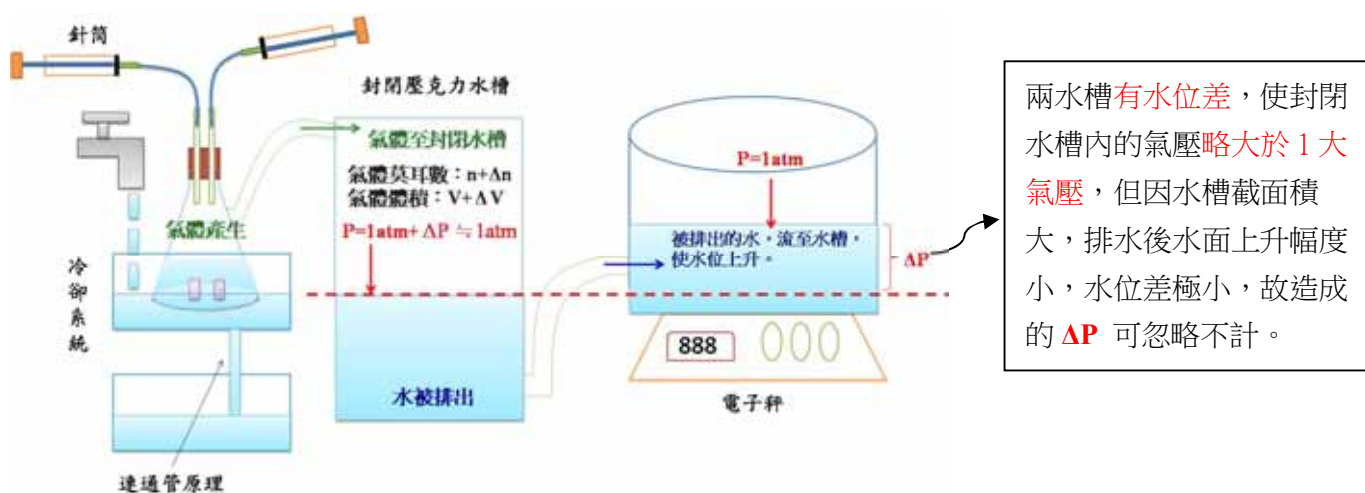 針筒
封閉壓克力水槽
氣體至封閉水槽
氣體莫耳數：n+Δn
氣體體積：V+ΔV
P=1atm+ ΔP ≒ 1atm
氣體產生
冷卻系統
水被排出
連通管原理
P=1atm
被排出的水，流至水槽，
使水位上升。
ΔP
888
電子秤
兩水槽有水位差，使封閉
水槽內的氣壓略大於 1 大
氣壓，但因水槽截面積
大，排水後水面上升幅度
小，水位差極小，故造成
的 ΔP 可忽略不計。